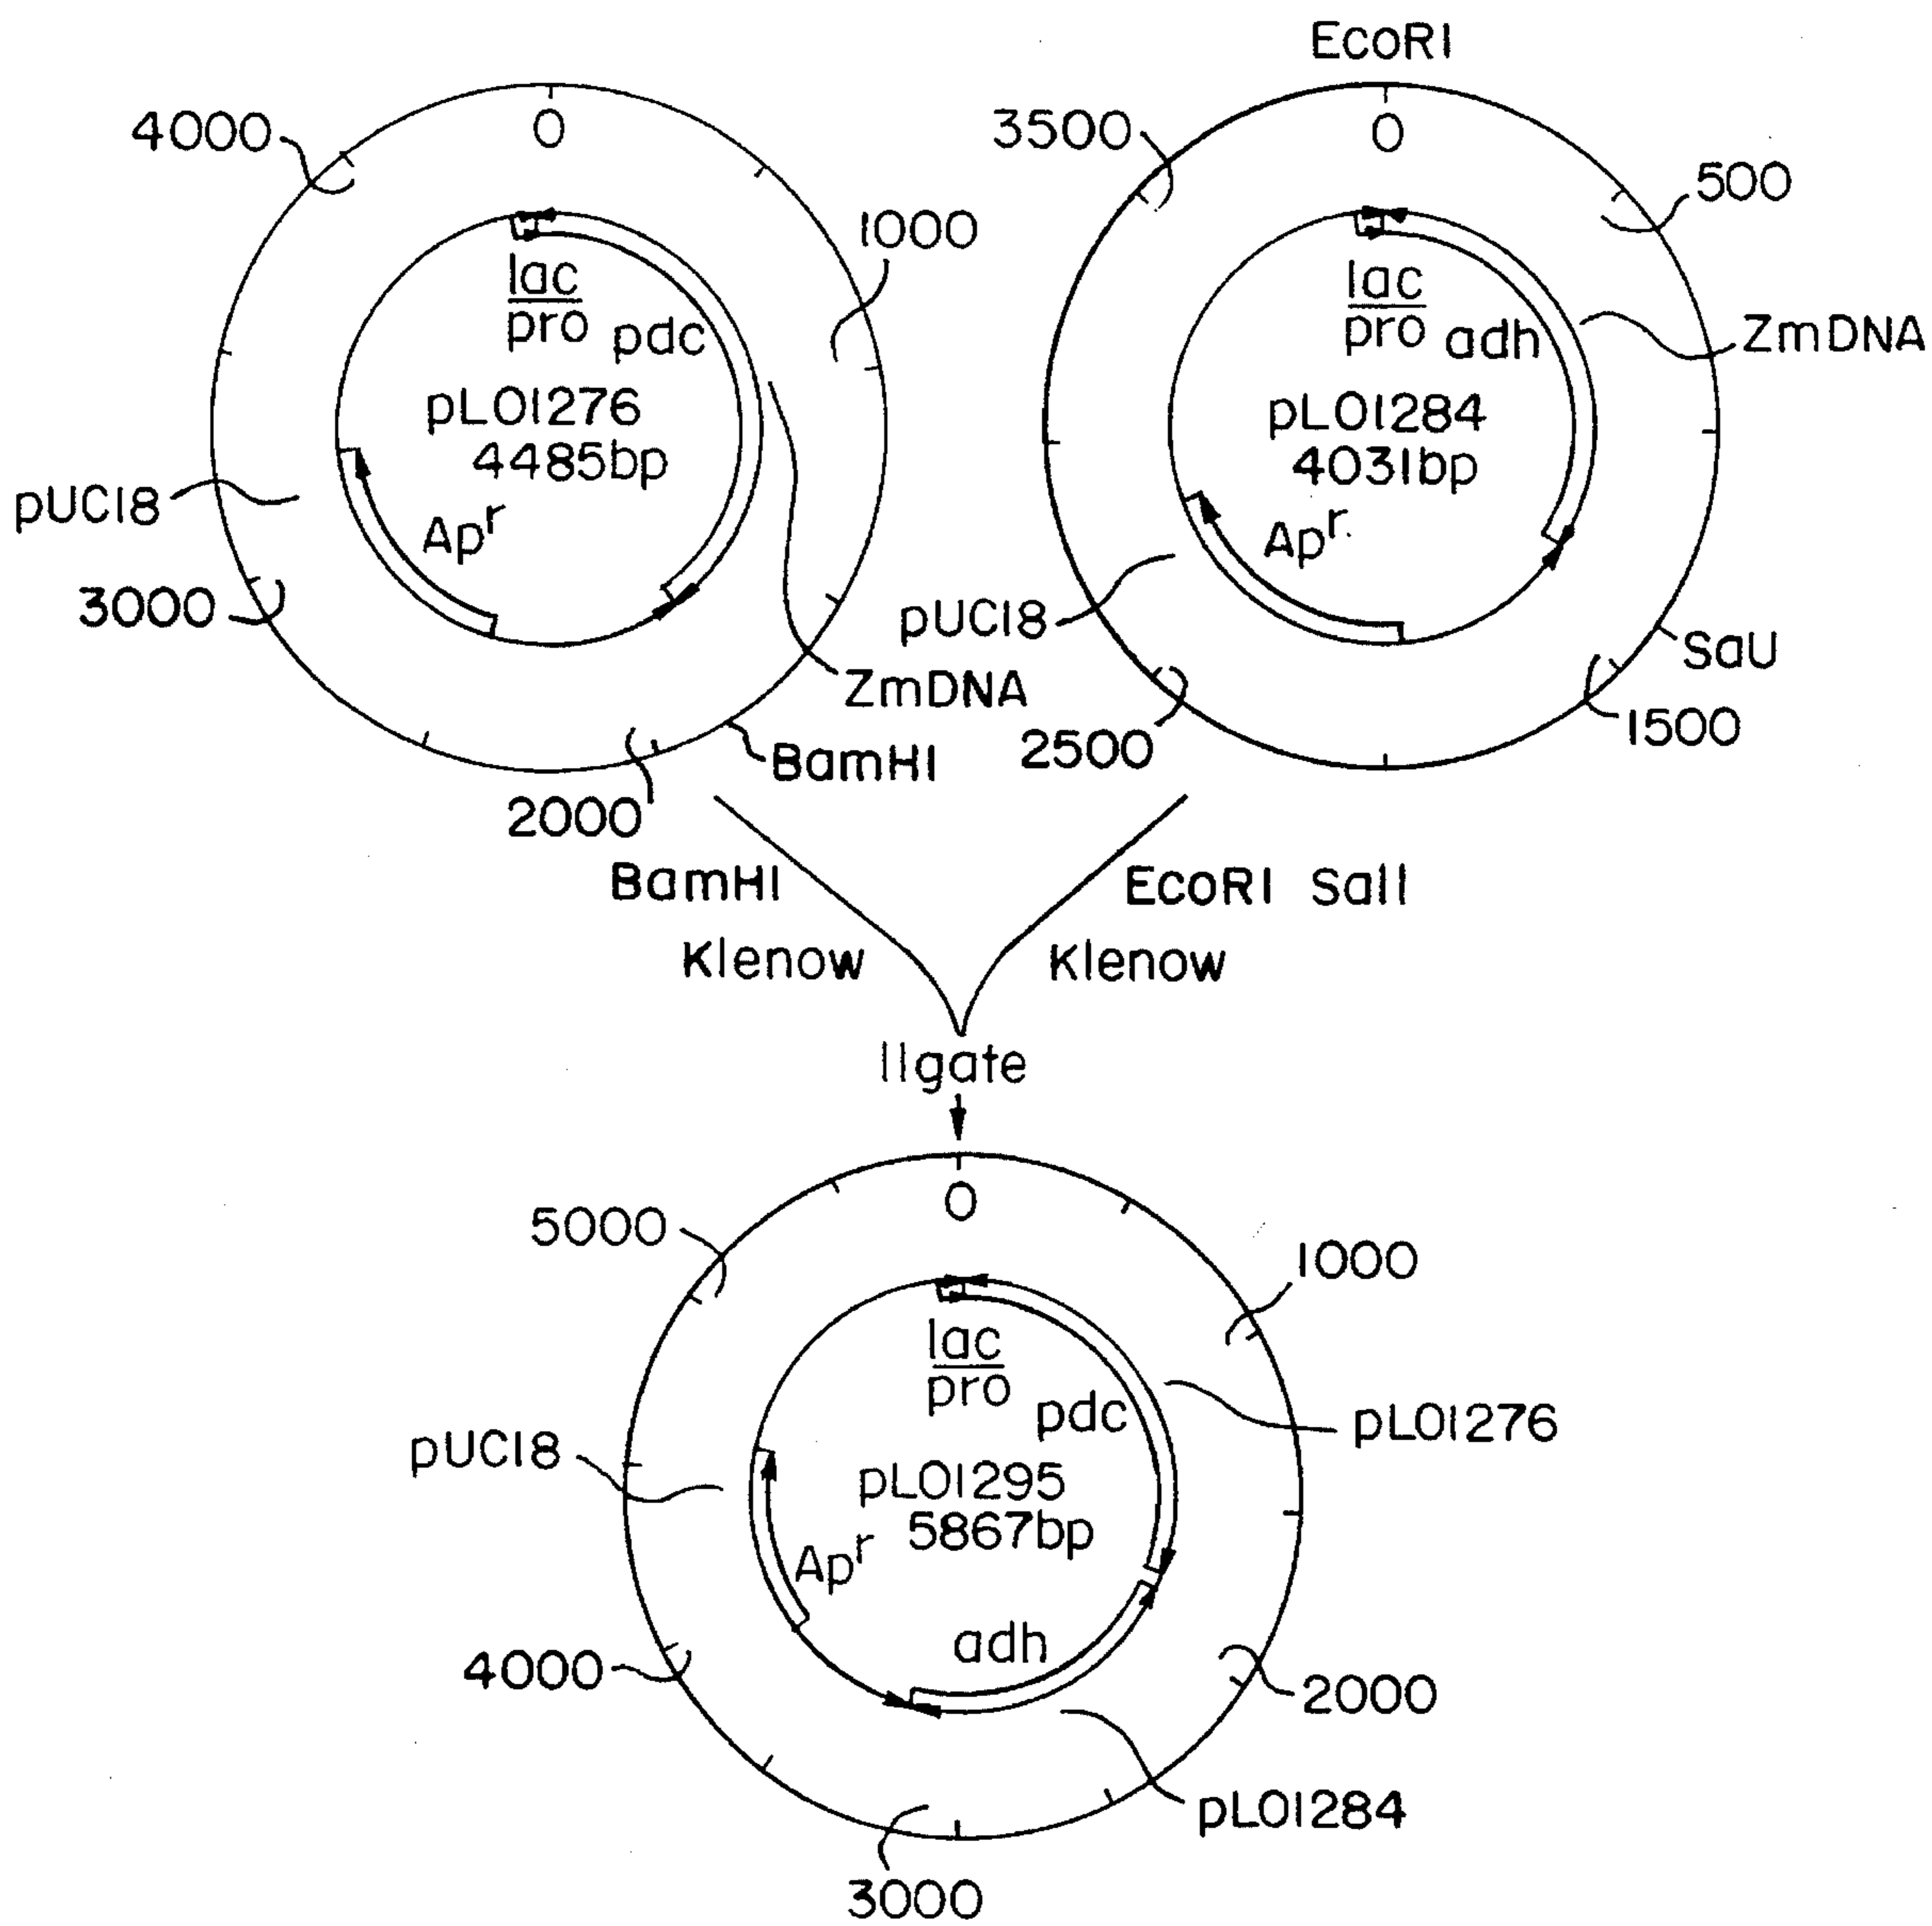 4000
0
1000
lac
pro
pdc
pLOI276
4485bp
Apr
pUC18
3000
ZmDNA
BamHI
2000
EcoRI
3500
0
500
lac
pro
adh
ZmDNA
pLOI284
4031bp
Apr
pUC18
SaU
1500
2500
BamHI
Klenow
EcoRI SalI
Klenow
lIgate
0
5000
1000
lac
pro
pdc
pLOI276
pUC18
pLOI295
5867bp
Apr
adh
4000
2000
pLOI284
3000